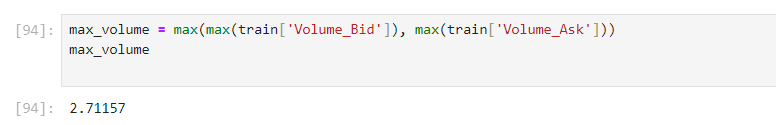 [94]: max_volume = max(max(train['Volume_Bid']), max(train['Volume_Ask']))
max_volume
[94]: 2.71157